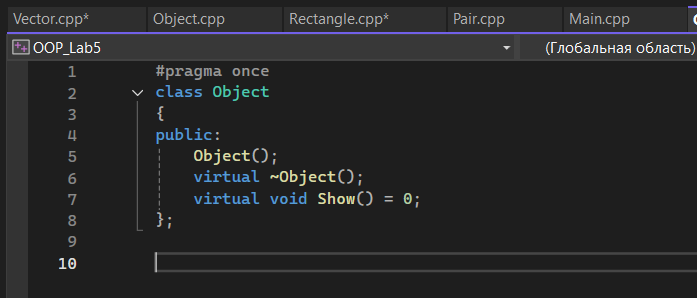 Vector.cpp* Object.cpp Rectangle.cpp* Pair.cpp Main.cpp
OOP_Lab5 (Глобальная область)
1 #pragma once
2 class Object
3 {
4 public:
5 Object();
6 virtual ~Object();
7 virtual void Show() = 0;
8 };
9
10